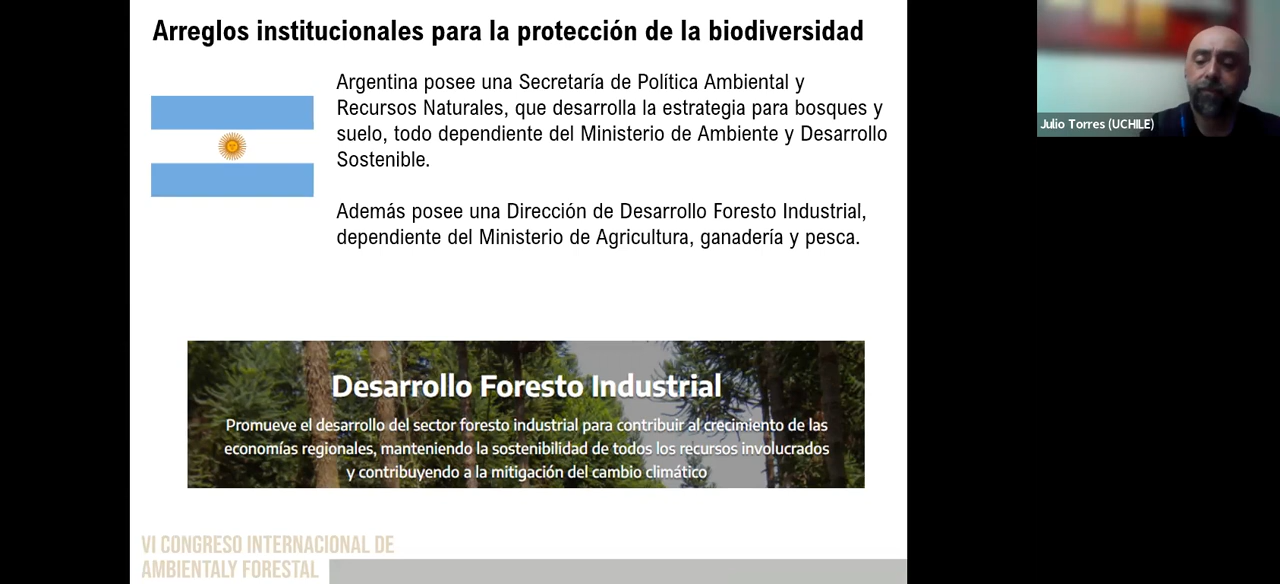 Arreglos institucionales para la protección de la biodiversidad
Argentina posee una Secretaría de Política Ambiental y
Recursos Naturales, que desarrolla la estrategia para bosques y
suelo, todo dependiente del Ministerio de Ambiente y Desarrollo
Sostenible.
Además posee una Dirección de Desarrollo Foresto Industrial,
dependiente del Ministerio de Agricultura, ganadería y pesca.
Desarrollo Foresto Industrial
Promueve el desarrollo del sector foresto industrial para contribuir al crecimiento de las
economías regionales, manteniendo la sostenibilidad de todos los recursos involucrados
y contribuyendo a la mitigación del cambio climático
VI CONGRESO INTERNACIONAL DE
AMBIENTALY FORESTAL
Julio Torres (UCHILE)